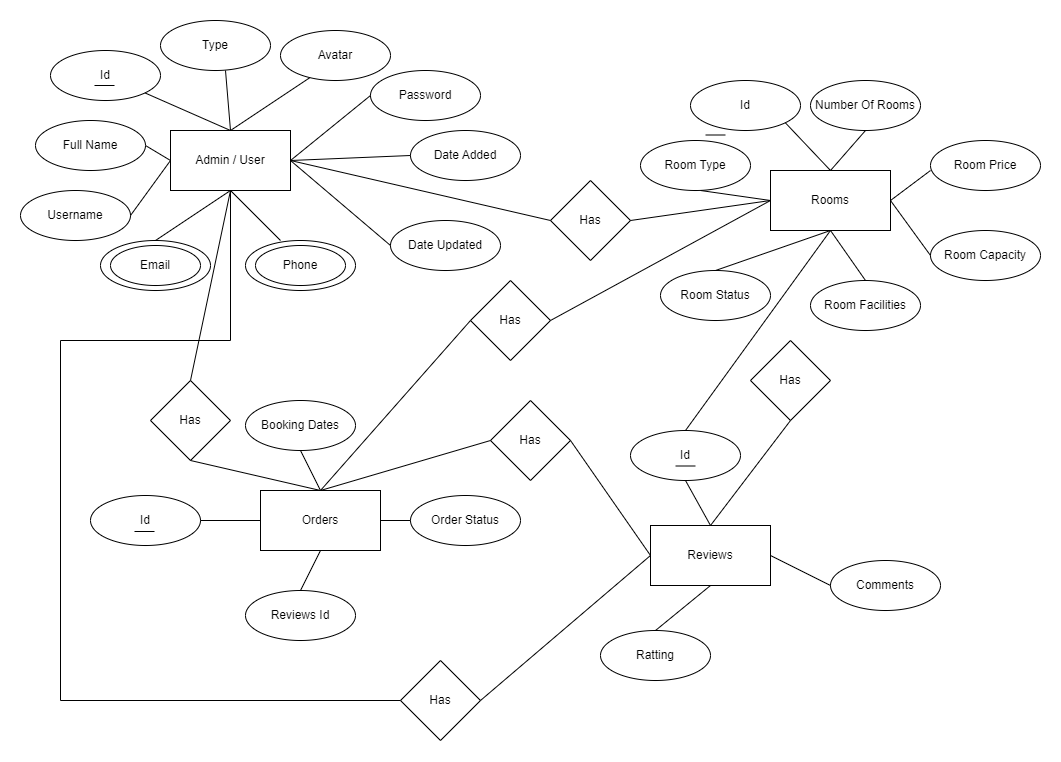 Type
Avatar
Id
Password
Id
Number Of Rooms
Full Name
Admin / User
Date Added
Room Type
Room Price
Rooms
Username
Has
Date Updated
Email
Phone
Room Capacity
Room Status
Room Facilities
Has
Has
Has
Booking Dates
Has
Id
Id
Orders
Order Status
Reviews
Comments
Reviews Id
Ratting
Has